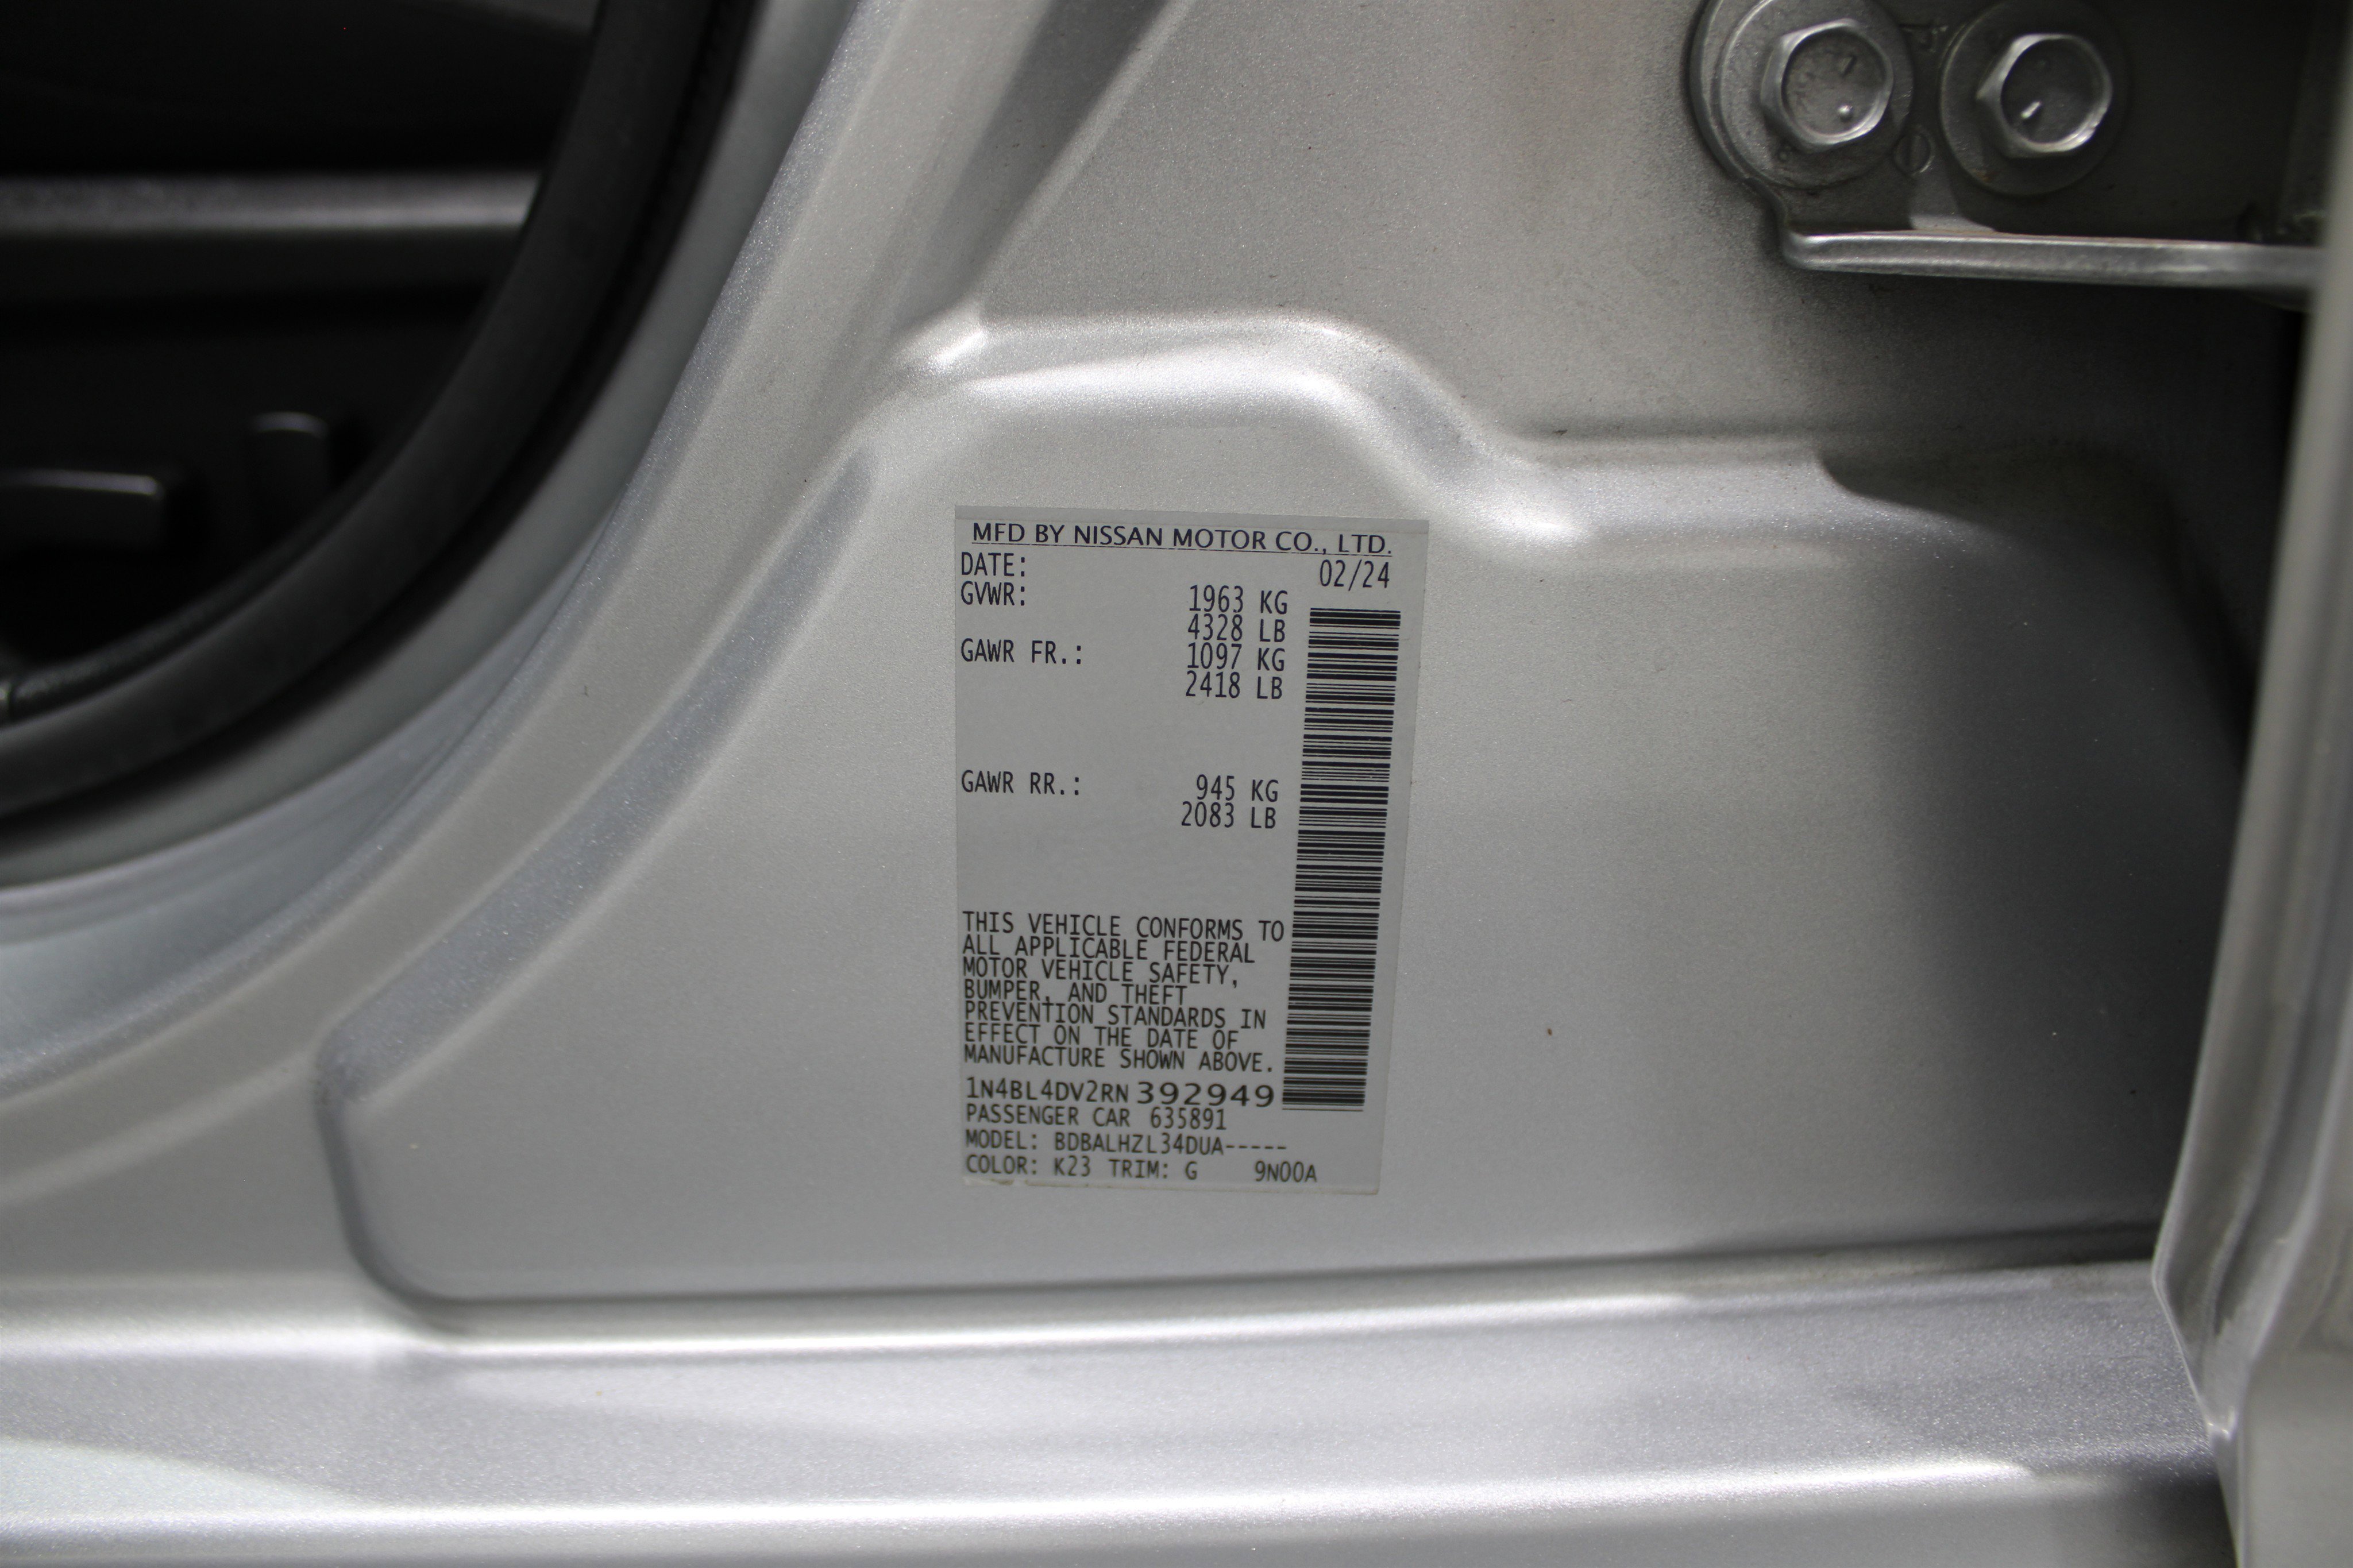 MFD BY NISSAN MOTOR CO., LTD.
DATE: 02/24
GVWR: 1963 KG
4328 LB
GAWR FR.: 1097 KG
2418 LB
GAWR RR.: 945 KG
2083 LB
THIS VEHICLE CONFORMS TO
ALL APPLICABLE FEDERAL
MOTOR VEHICLE SAFETY,
BUMPER, AND THEFT
PREVENTION STANDARDS IN
EFFECT ON THE DATE OF
MANUFACTURE SHOWN ABOVE.
1N4BL4DV2RN392949
PASSENGER CAR 635891
MODEL: BDBALHZL34DUA-----
COLOR: K23 TRIM: G 9N00A